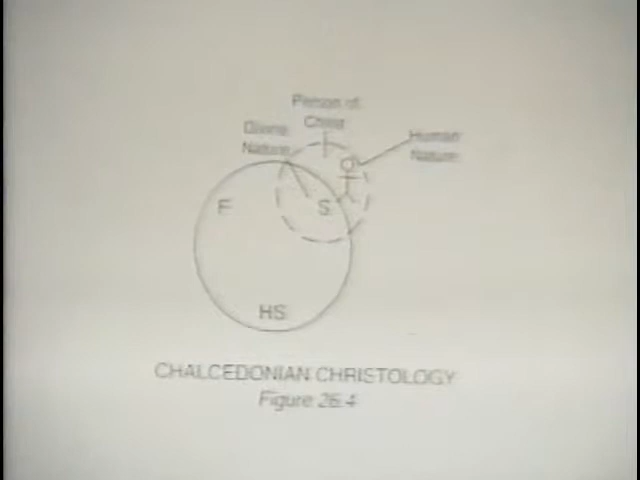 Person of
Christ
Divine
Nature
Human
Nature
F
S
HS
CHALCEDONIAN CHRISTOLOGY
Figure 26.4